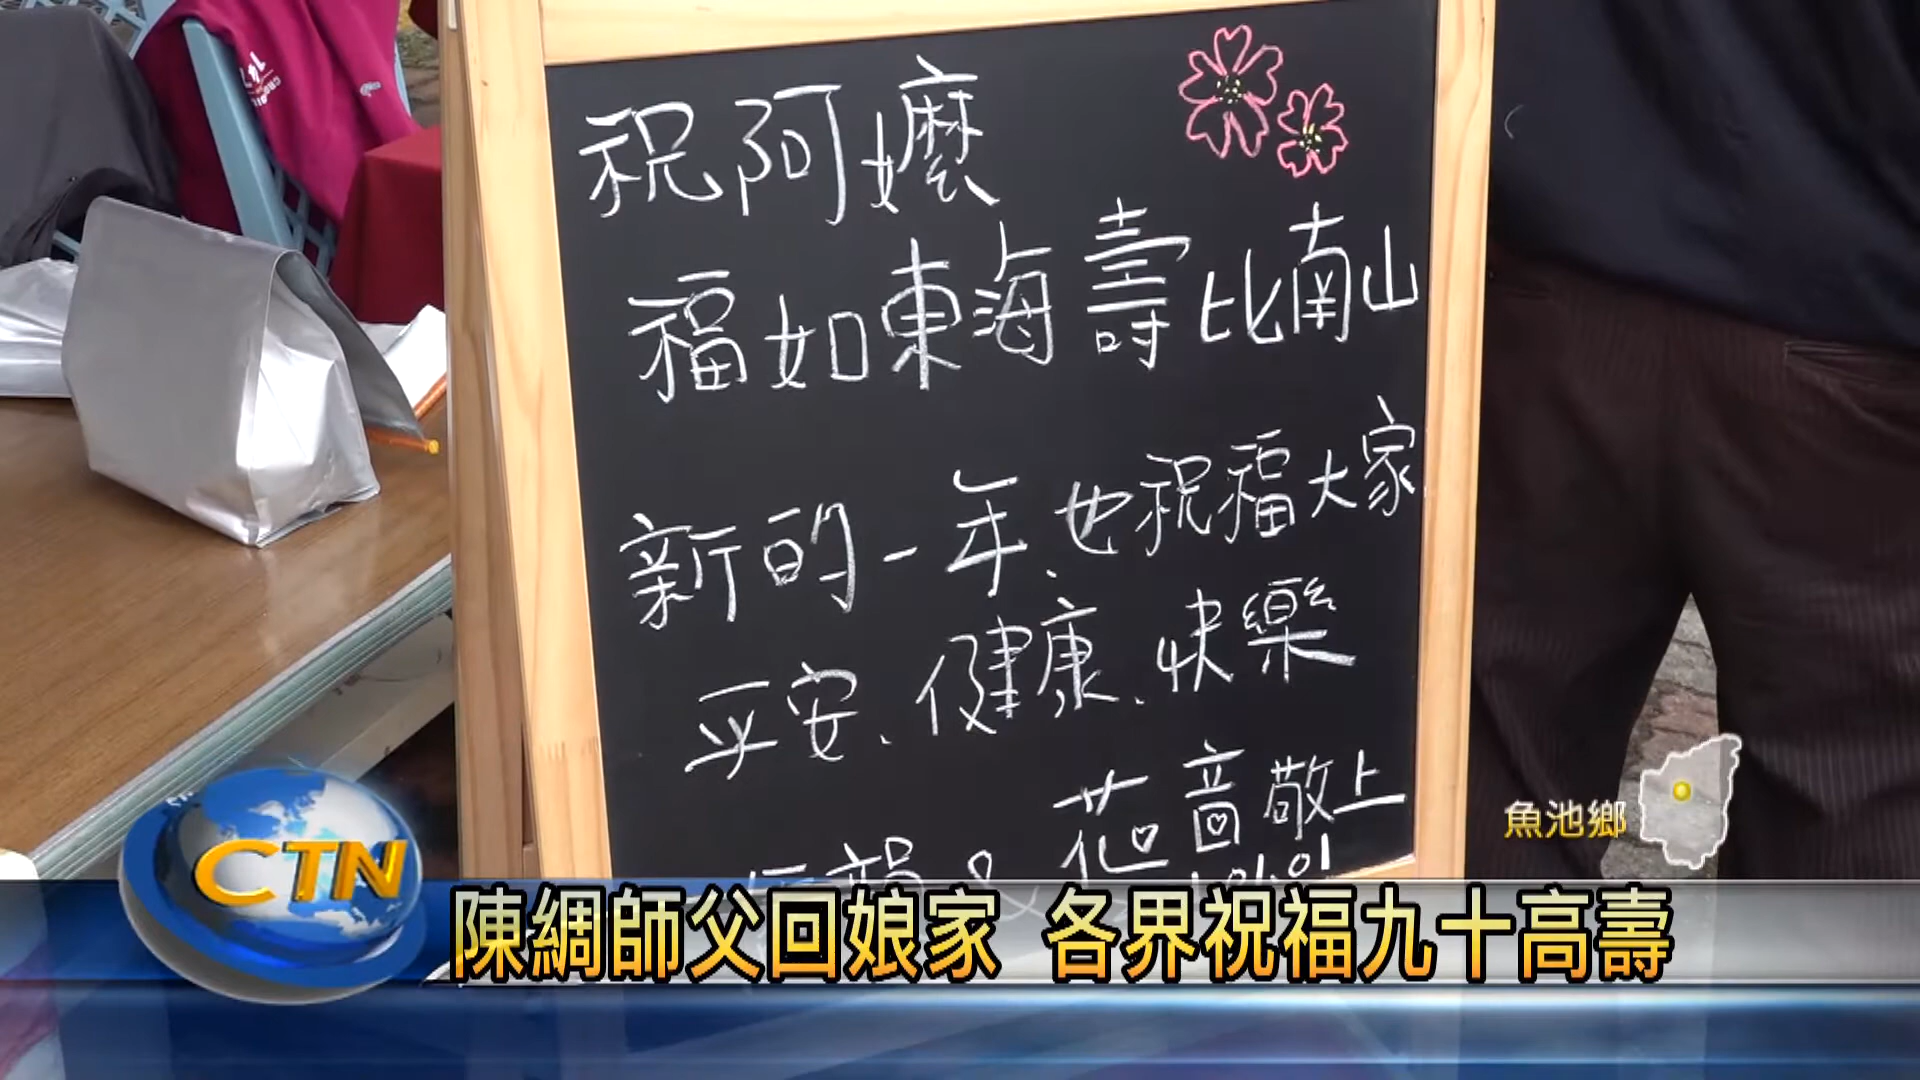 祝阿嬤
福如東海壽比南山
新的一年、也祝福大家
平安、健康、快樂
花音敬上
魚池鄉
CTN
陳綢師父回娘家 各界祝福九十高壽